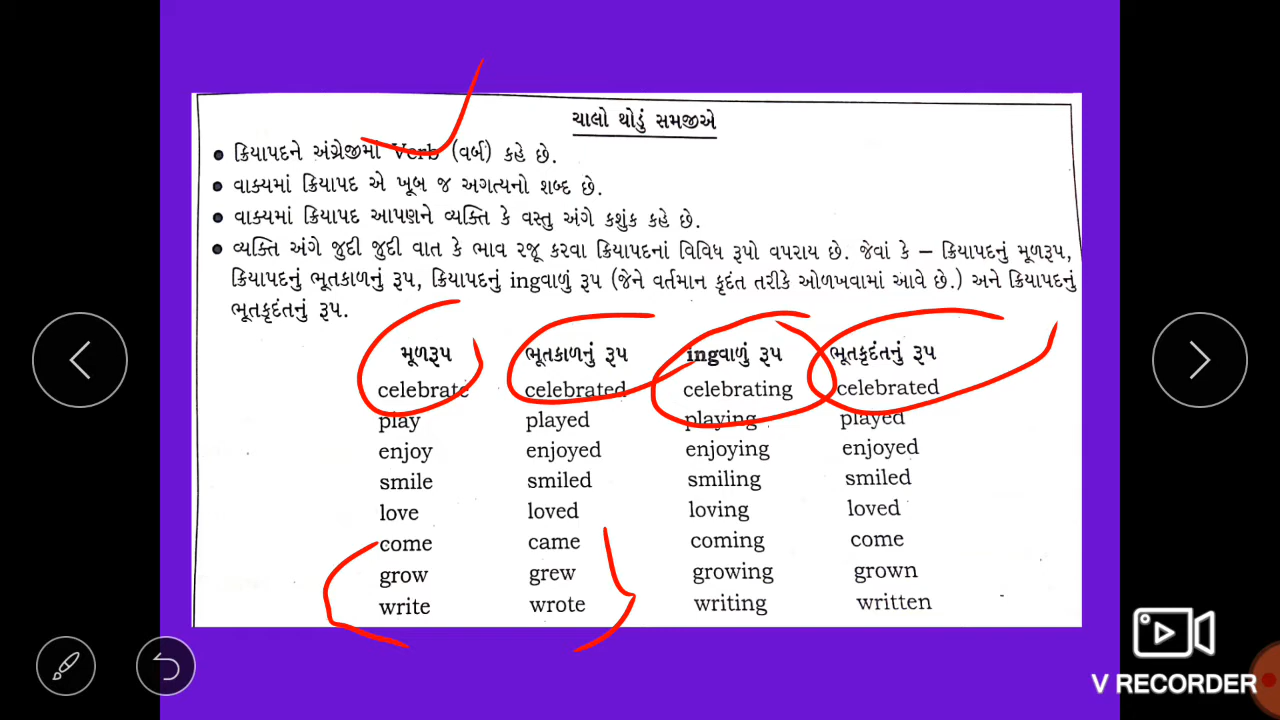 ચાલો થોડું સમજીએ
● ક્રિયાપદને અંગ્રેજીમાં Verb (વર્બ) કહે છે.
● વાક્યમાં ક્રિયાપદ એ ખૂબ જ અગત્યનો શબ્દ છે.
● વાક્યમાં ક્રિયાપદ આપણને વ્યક્તિ કે વસ્તુ અંગે કશુંક કહે છે.
● વ્યક્તિ અંગે જુદી જુદી વાત કે ભાવ રજૂ કરવા ક્રિયાપદનાં વિવિધ રૂપો વપરાય છે. જેવાં કે – ક્રિયાપદનું મૂળરૂપ,
ક્રિયાપદનું ભૂતકાળનું રૂપ, ક્રિયાપદનું ingવાળું રૂપ (જેને વર્તમાન કૃદંત તરીકે ઓળખવામાં આવે છે.) અને ક્રિયાપદનું
ભૂતકૃદંતનું રૂપ.
મૂળરૂપ ભૂતકાળનું રૂપ ingવાળું રૂપ ભૂતકૃદંતનું રૂપ
celebrate celebrated celebrating celebrated
play played playing played
enjoy enjoyed enjoying enjoyed
smile smiled smiling smiled
love loved loving loved
come came coming come
grow grew growing grown
write wrote writing written
V RECORDER